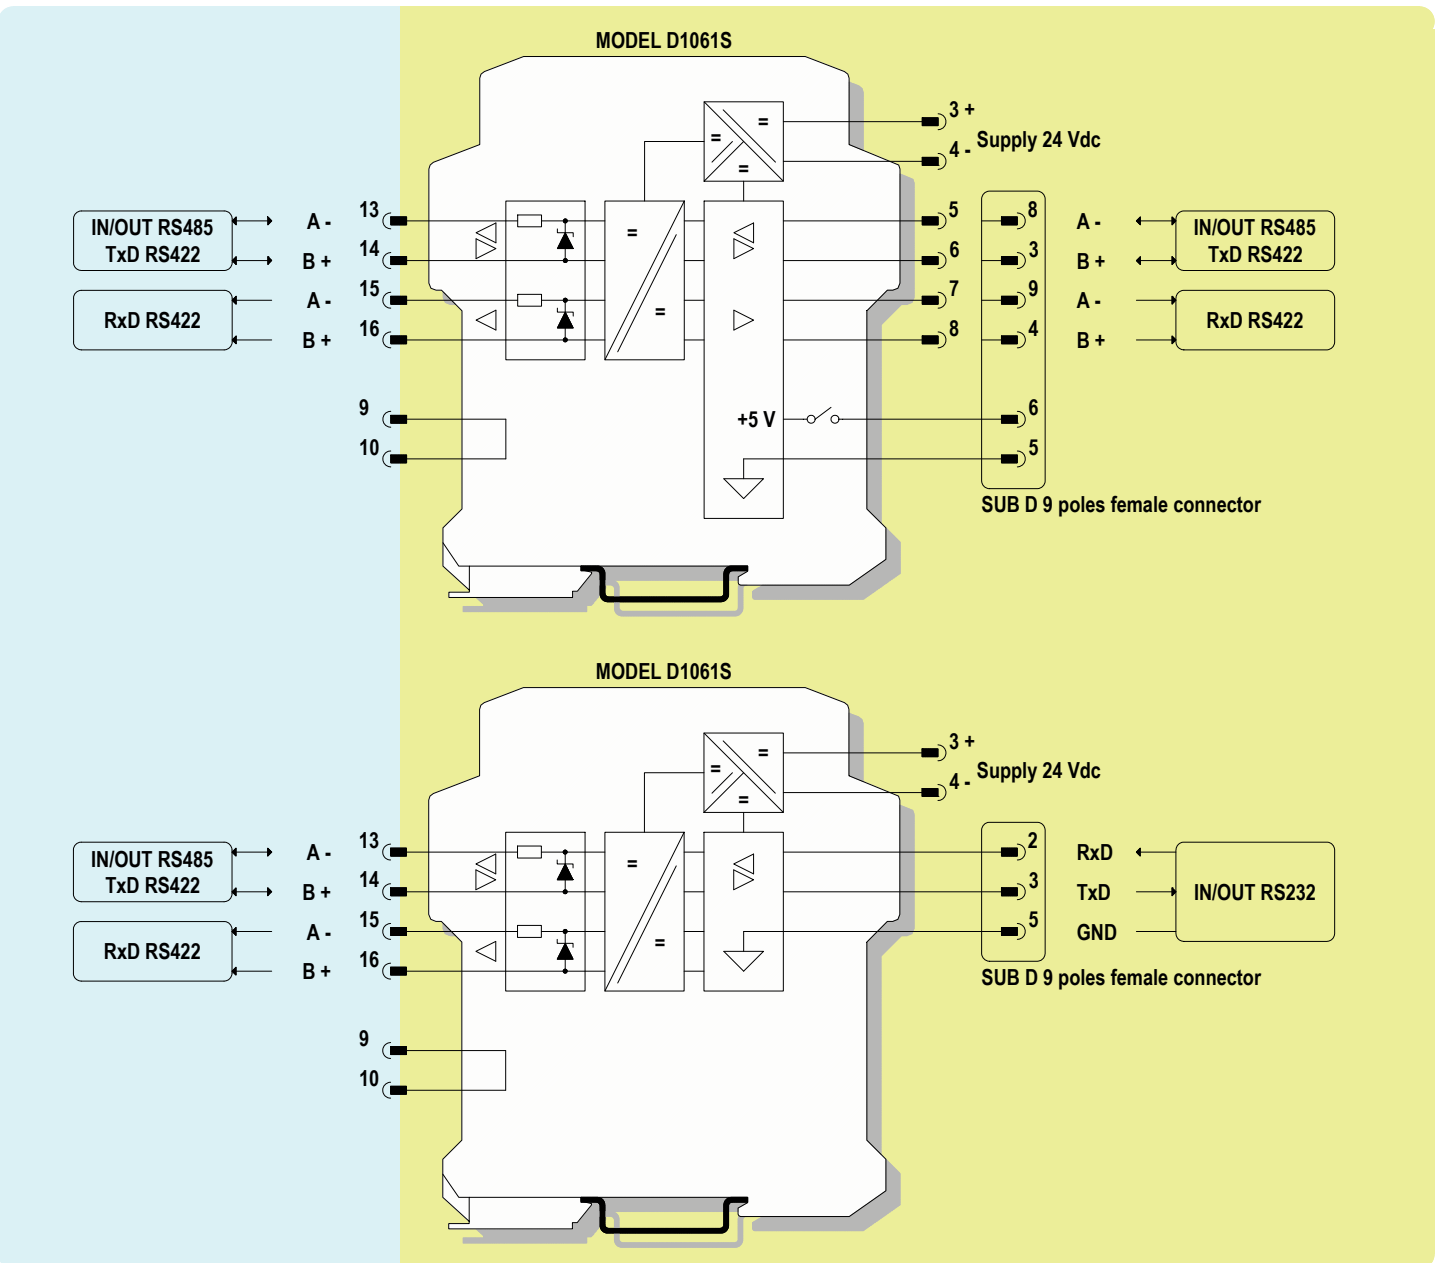 MODEL D1061S
3 +
Supply 24 Vdc
4 -
IN/OUT RS485
TxD RS422
A -
13
B +
14
RxD RS422
A -
15
B +
16
9
10
=
=
=
=
=
+5 V
5
6
7
8
8
3
9
4
6
5
A -
B +
IN/OUT RS485
TxD RS422
A -
B +
RxD RS422
SUB D 9 poles female connector
MODEL D1061S
3 +
Supply 24 Vdc
4 -
IN/OUT RS485
TxD RS422
A -
13
B +
14
RxD RS422
A -
15
B +
16
9
10
=
=
=
=
=
2
3
5
RxD
TxD
GND
IN/OUT RS232
SUB D 9 poles female connector